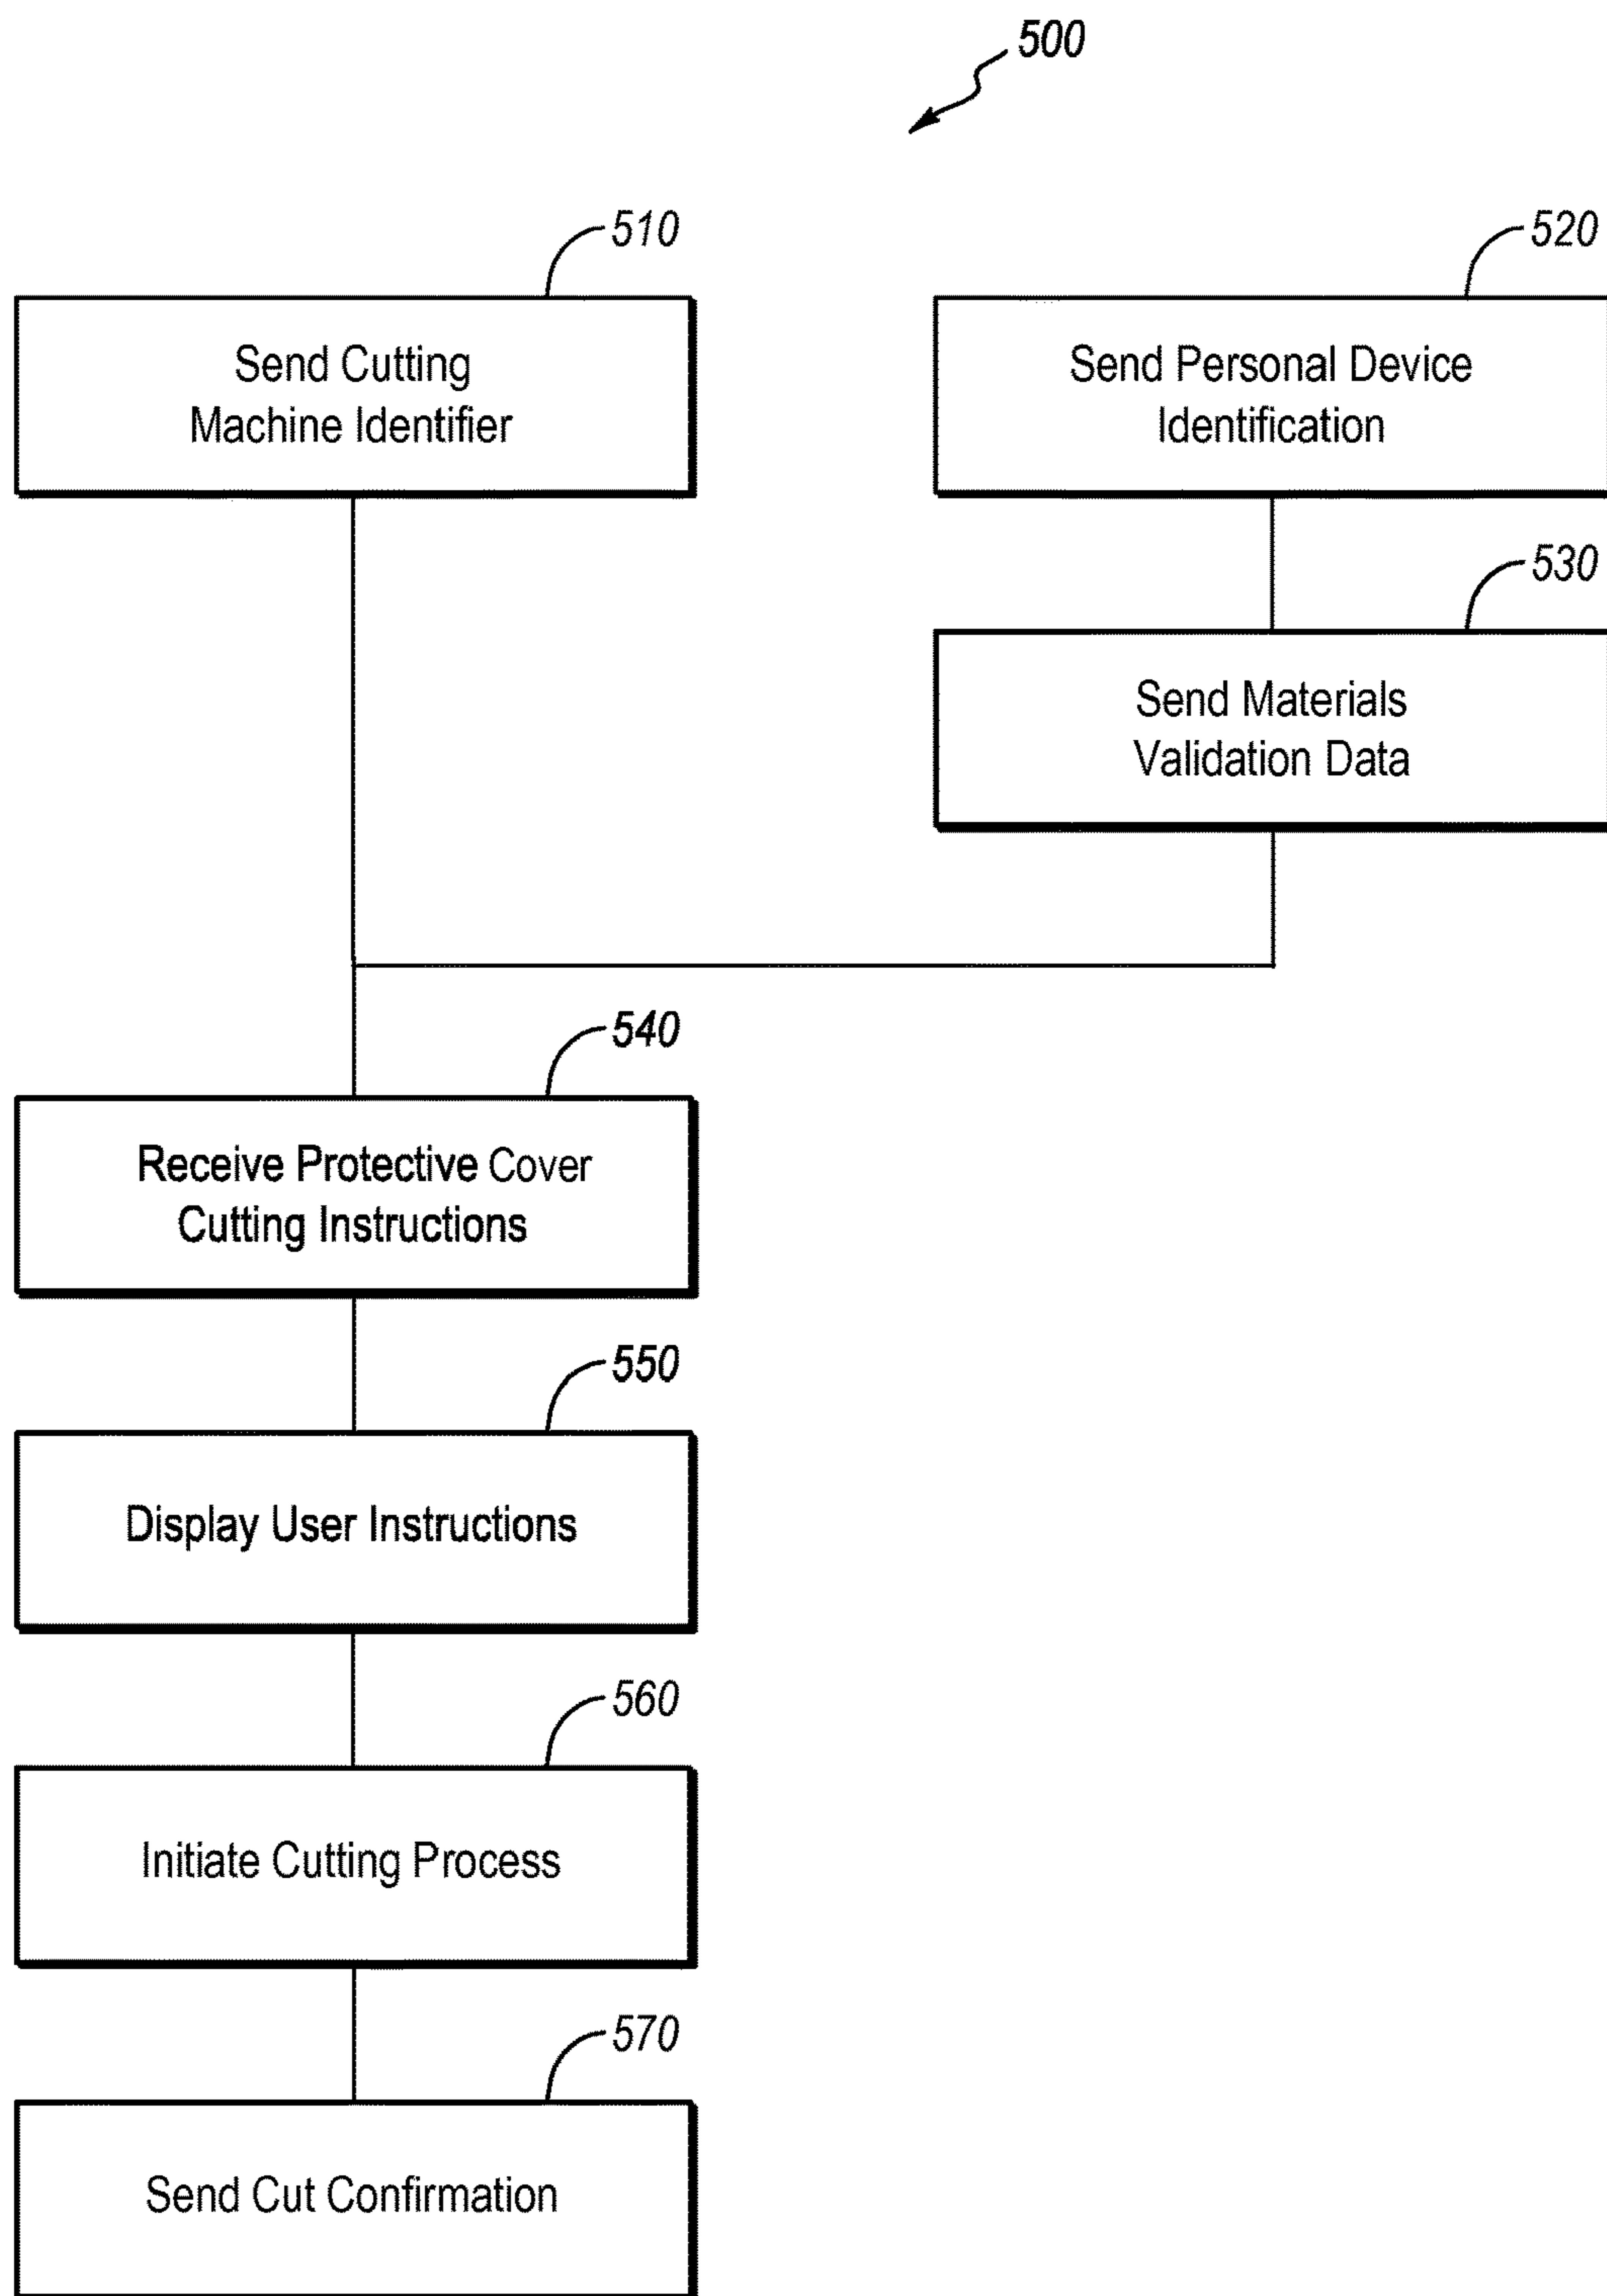 500
510
Send Cutting
Machine Identifier
520
Send Personal Device
Identification
530
Send Materials
Validation Data
540
Receive Protective Cover
Cutting Instructions
550
Display User Instructions
560
Initiate Cutting Process
570
Send Cut Confirmation